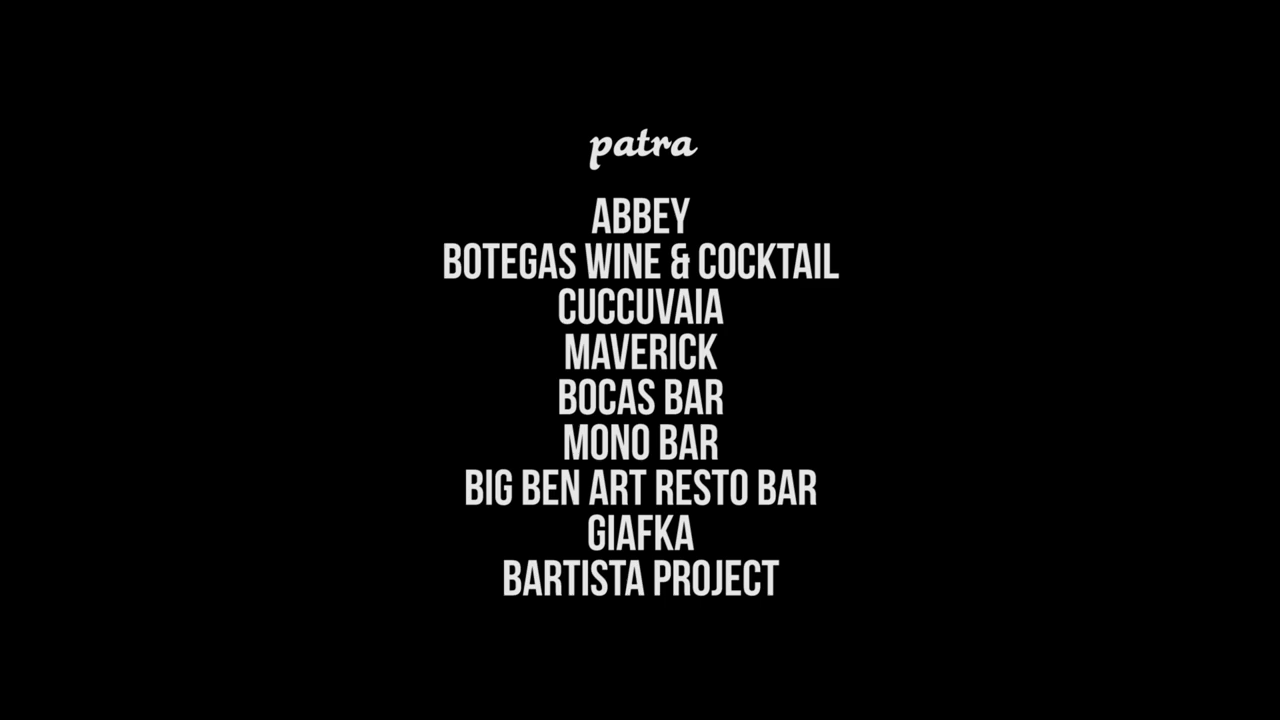 patra
ABBEY
BOTEGAS WINE & COCKTAIL
CUCCUVAIA
MAVERICK
BOCAS BAR
MONO BAR
BIG BEN ART RESTO BAR
GIAFKA
BARTISTA PROJECT